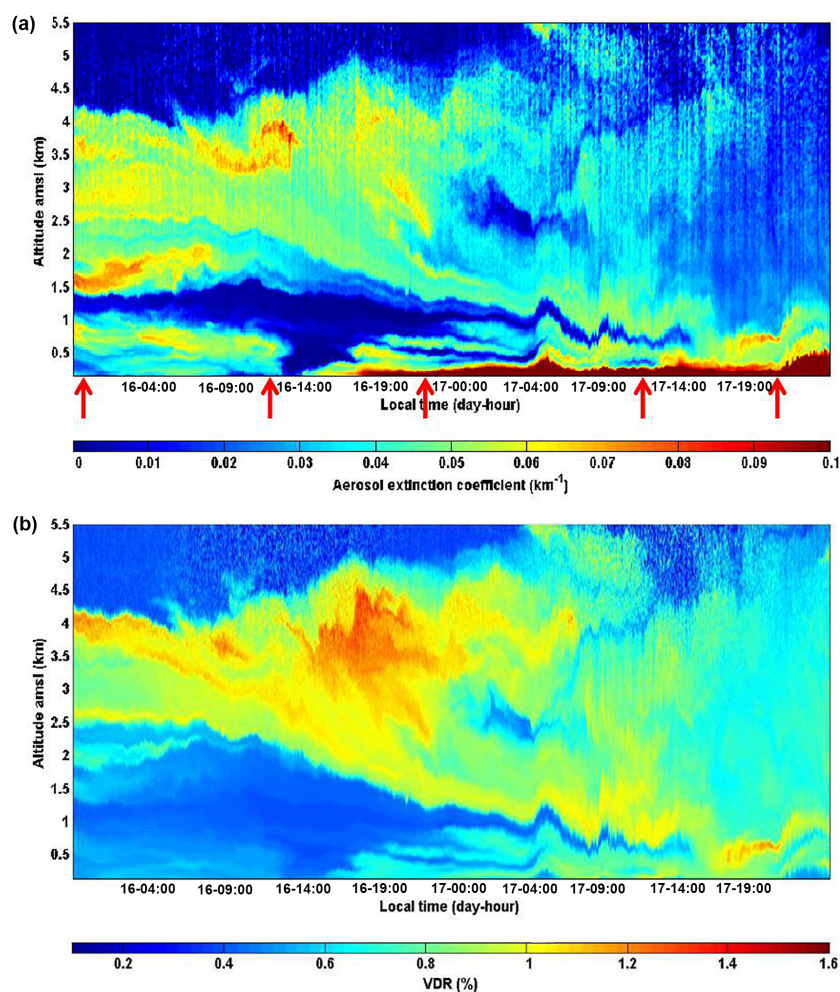 (a)
5.5
5
4.5
4
3.5
3
2.5
2
1.5
1
0.5
Altitude amsl (km)
16-04:00 16-09:00 16-14:00 16-19:00 17-00:00 17-04:00 17-09:00 17-14:00 17-19:00
Local time (day-hour)
0 0.01 0.02 0.03 0.04 0.05 0.06 0.07 0.08 0.09 0.1
Aerosol extinction coefficient (km-1)
(b)
5.5
5
4.5
4
3.5
3
2.5
2
1.5
1
0.5
Altitude amsl (km)
16-04:00 16-09:00 16-14:00 16-19:00 17-00:00 17-04:00 17-09:00 17-14:00 17-19:00
Local time (day-hour)
0.2 0.4 0.6 0.8 1 1.2 1.4 1.6
VDR (%)